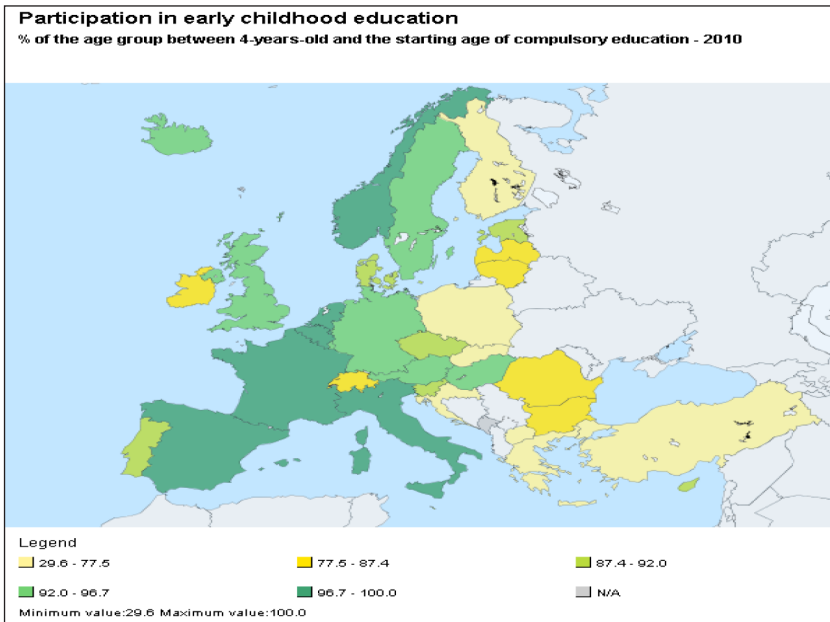 Participation in early childhood education
% of the age group between 4-years-old and the starting age of compulsory education - 2010
Legend
29.6 - 77.5
77.5 - 87.4
87.4 - 92.0
92.0 - 96.7
96.7 - 100.0
N/A
Minimum value:29.6 Maximum value:100.0